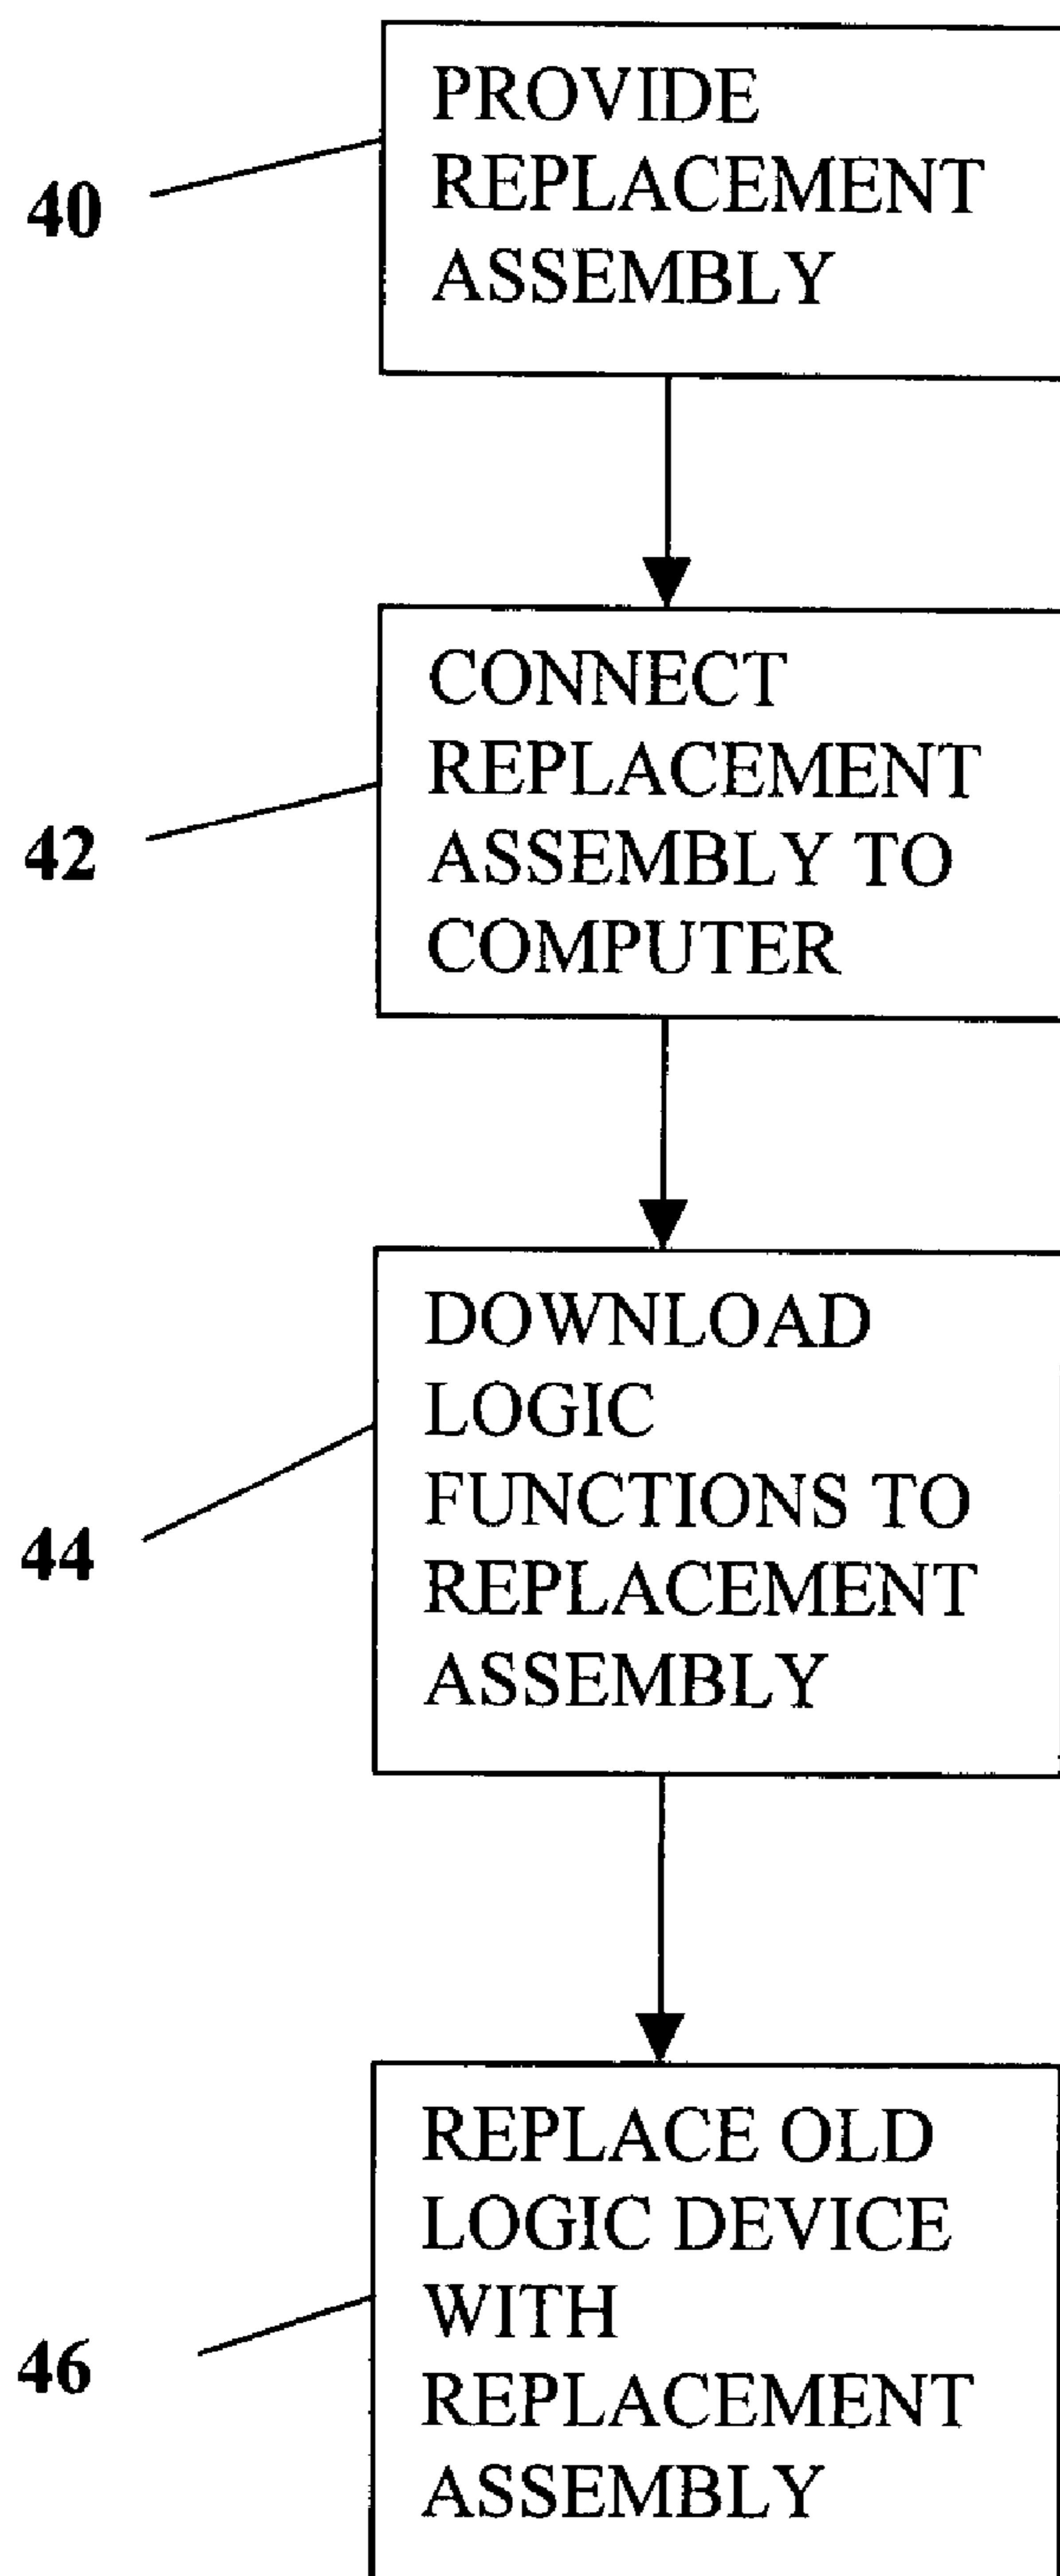 PROVIDE
REPLACEMENT
ASSEMBLY
40
CONNECT
REPLACEMENT
ASSEMBLY TO
COMPUTER
42
DOWNLOAD
LOGIC
FUNCTIONS TO
REPLACEMENT
ASSEMBLY
44
REPLACE OLD
LOGIC DEVICE
WITH
REPLACEMENT
ASSEMBLY
46